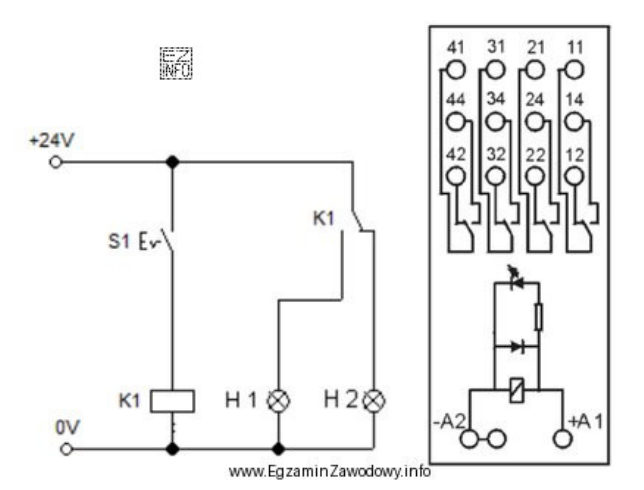 EZ
INFO
+24V
S1
K1
K1
H 1
H 2
0V
41 31 21 11
44 34 24 14
42 32 22 12
-A2
+A1
www.EgzaminZawodowy.info